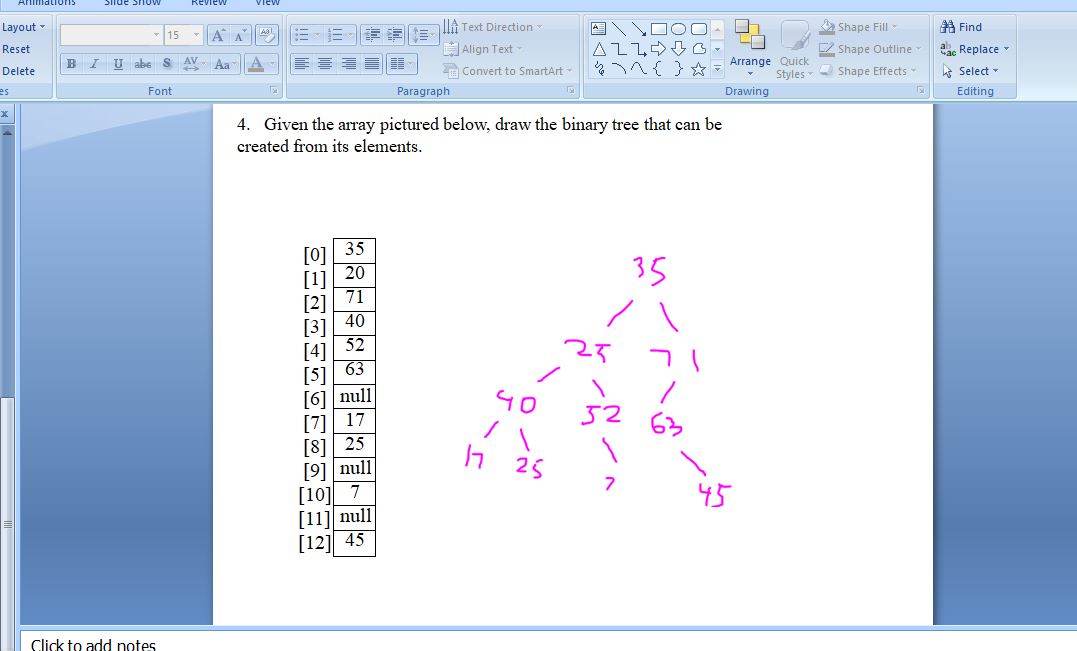 Animations Slide Show Review View
Layout 15 A A Text Direction Shape Fill Find
Reset Align Text Shape Outline Replace
Delete B I U abc S AV Aa A Convert to SmartArt Arrange Quick Styles Shape Effects Select
es Font Paragraph Drawing Editing
x
4. Given the array pictured below, draw the binary tree that can be
created from its elements.
[0] 35
[1] 20
[2] 71
[3] 40
[4] 52
[5] 63
[6] null
[7] 17
[8] 25
[9] null
[10] 7
[11] null
[12] 45
35
25 71
40 52 63
17 25 7 45
Click to add notes